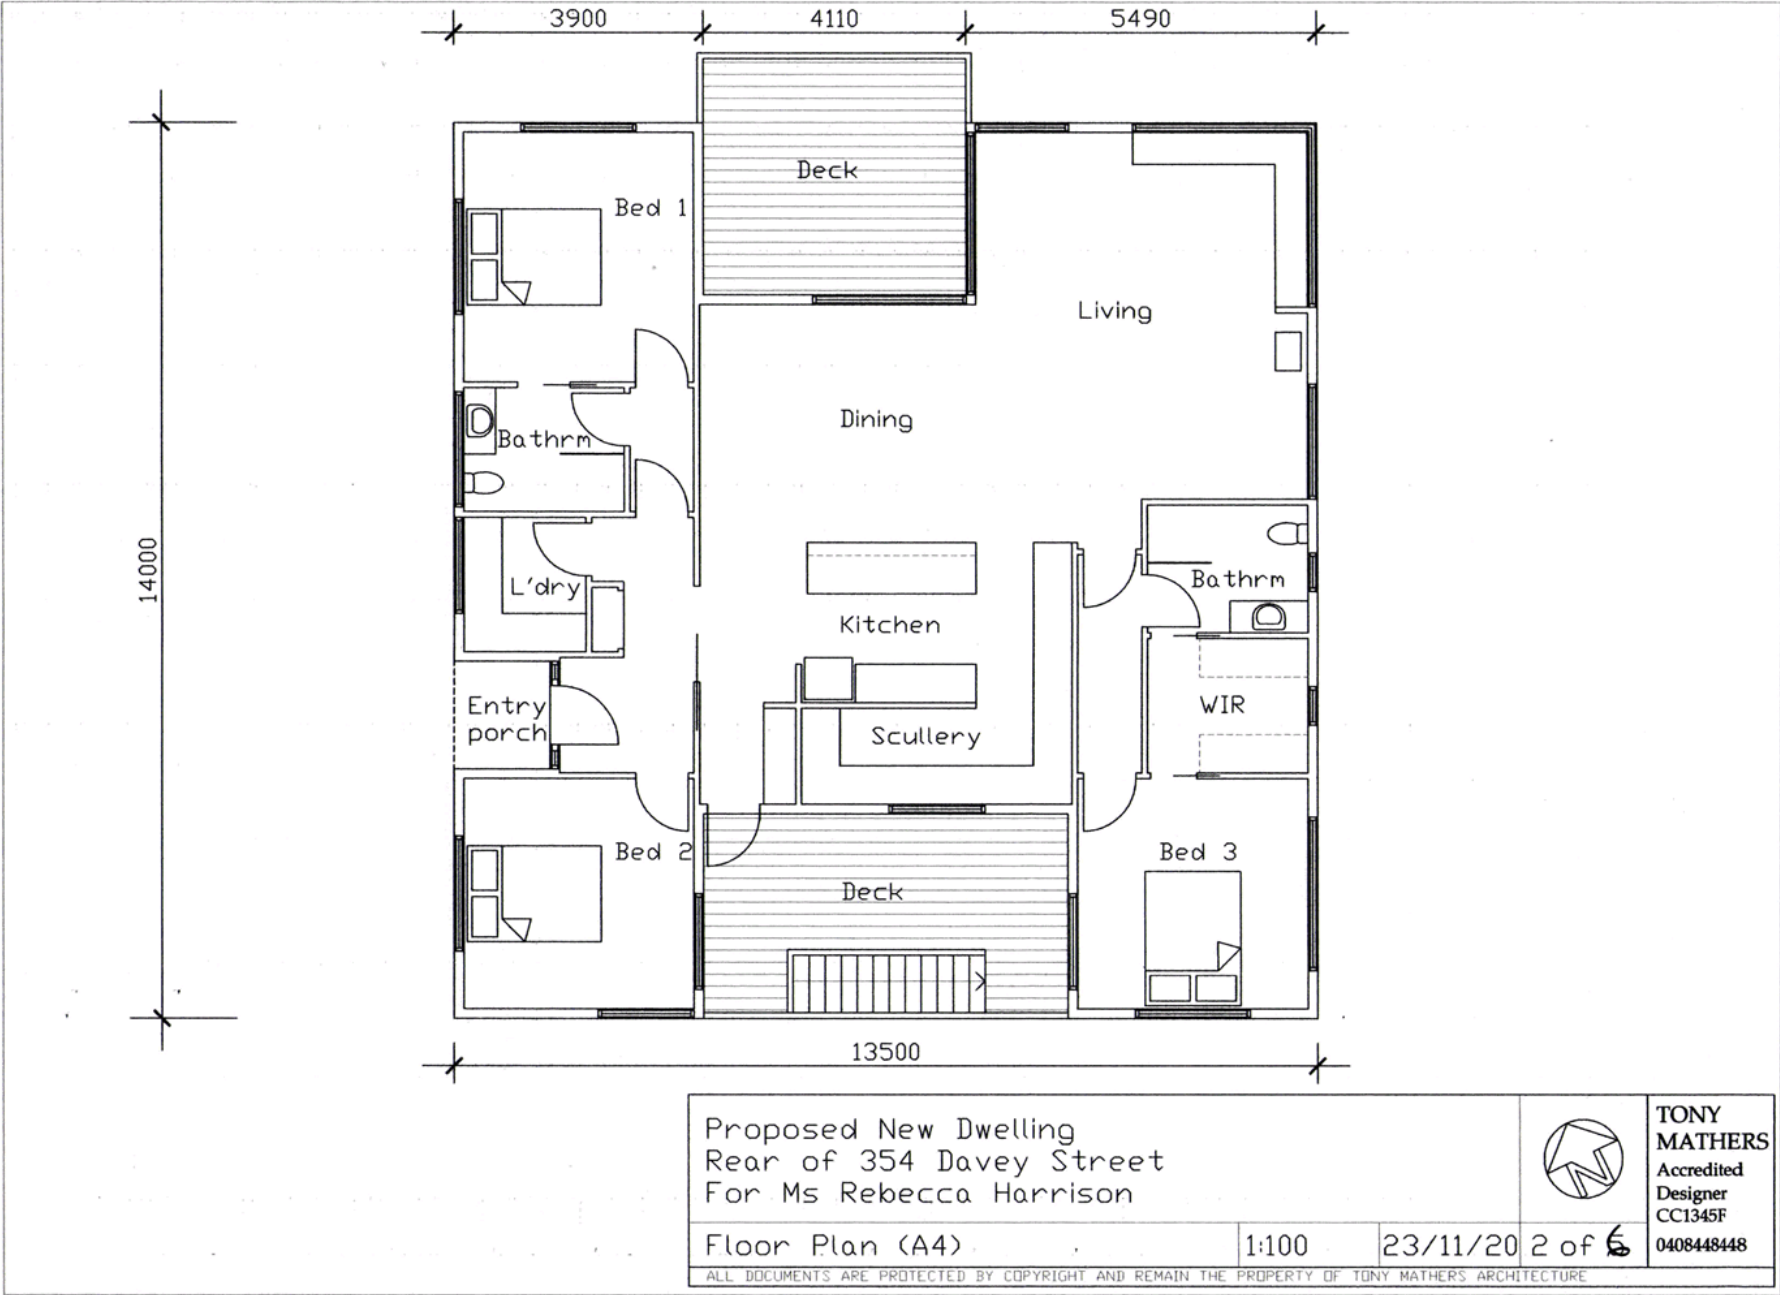 3900
4110
5490
Deck
Bed 1
Living
Dining
Bathrm
14000
L'dry
Bathrm
Kitchen
Entry
porch
WIR
Scullery
Bed 2
Bed 3
Deck
13500
Proposed New Dwelling
Rear of 354 Davey Street
For Ms Rebecca Harrison
N
TONY
MATHERS
Accredited
Designer
CC1345F
0408448448
Floor Plan (A4)
1:100
23/11/20
2 of 6
ALL DOCUMENTS ARE PROTECTED BY COPYRIGHT AND REMAIN THE PROPERTY OF TONY MATHERS ARCHITECTURE